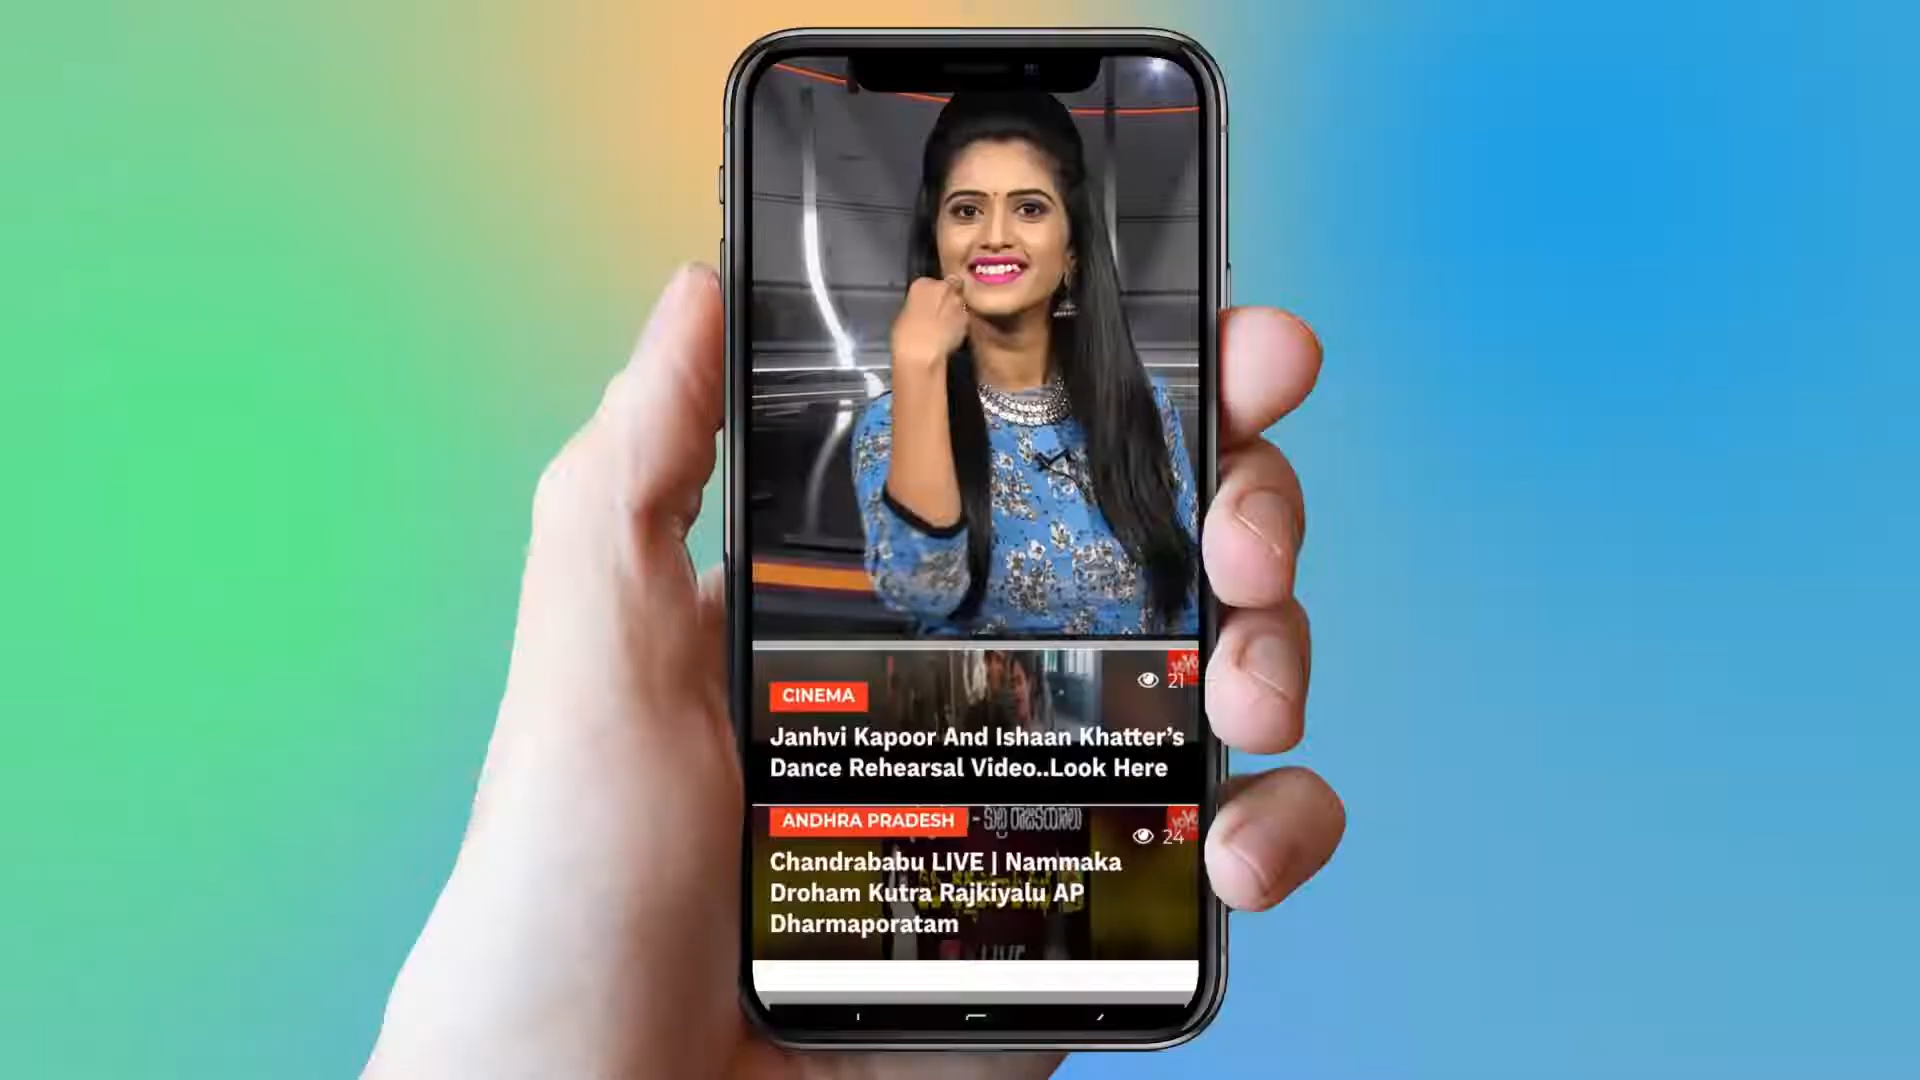 21
CINEMA
Janhvi Kapoor And Ishaan Khatter's
Dance Rehearsal Video..Look Here
ANDHRA PRADESH
24
Chandrababu LIVE | Nammaka
Droham Kutra Rajkiyalu AP
Dharmaporatam